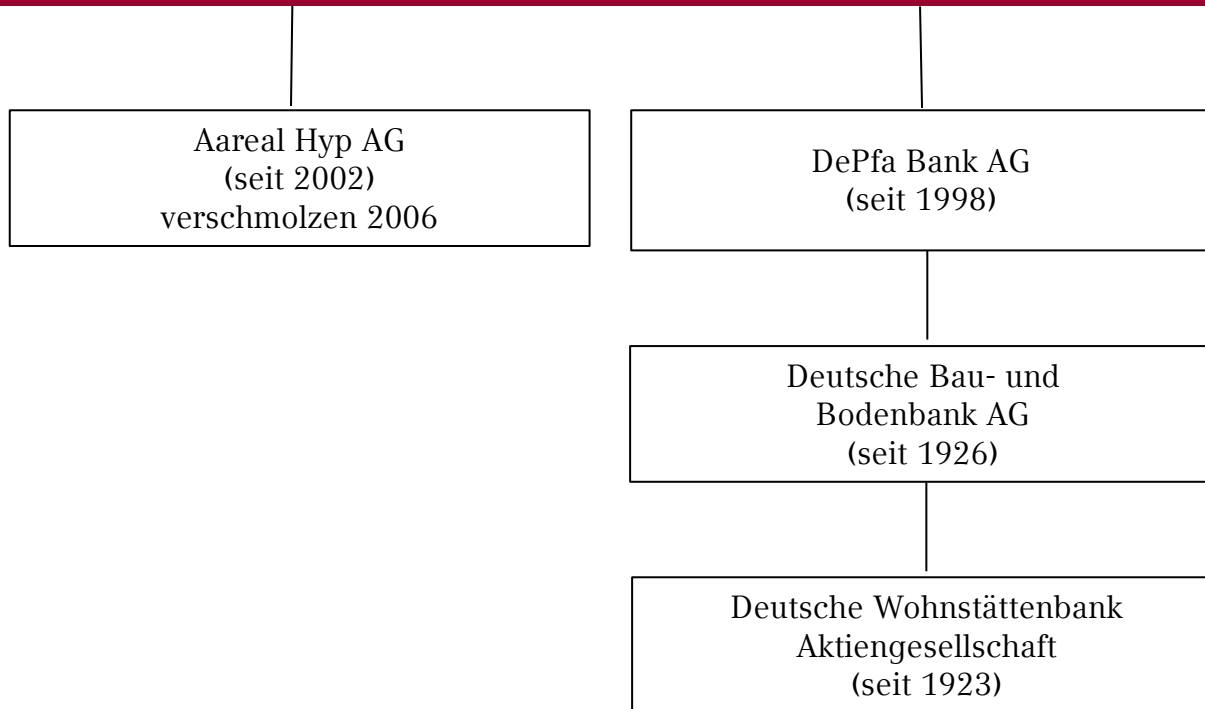 Aareal Hyp AG
(seit 2002)
verschmolzen 2006
DePfa Bank AG
(seit 1998)
Deutsche Bau- und
Bodenbank AG
(seit 1926)
Deutsche Wohnstättenbank
Aktiengesellschaft
(seit 1923)